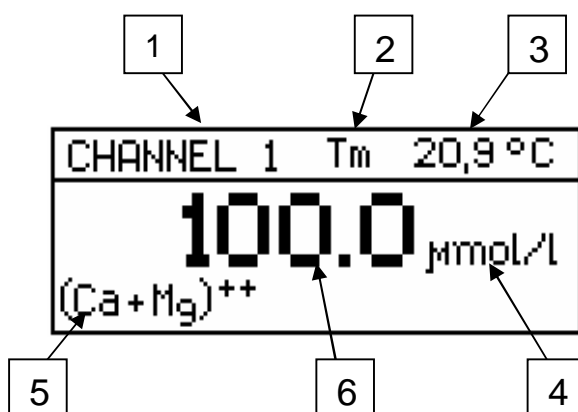 1 2 3
CHANNEL 1 Tm 20,9 °C
100.0 µmol/l
(Ca+Mg)++
5 6 4